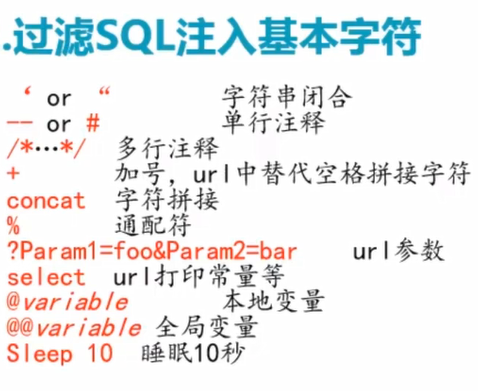 .过滤SQL注入基本字符
‘ or “ 字符串闭合
-- or # 单行注释
/*…*/ 多行注释
+ 加号，url中替代空格拼接字符
concat 字符拼接
% 通配符
?Param1=foo&Param2=bar url参数
select url打印常量等
@variable 本地变量
@@variable 全局变量
Sleep 10 睡眠10秒